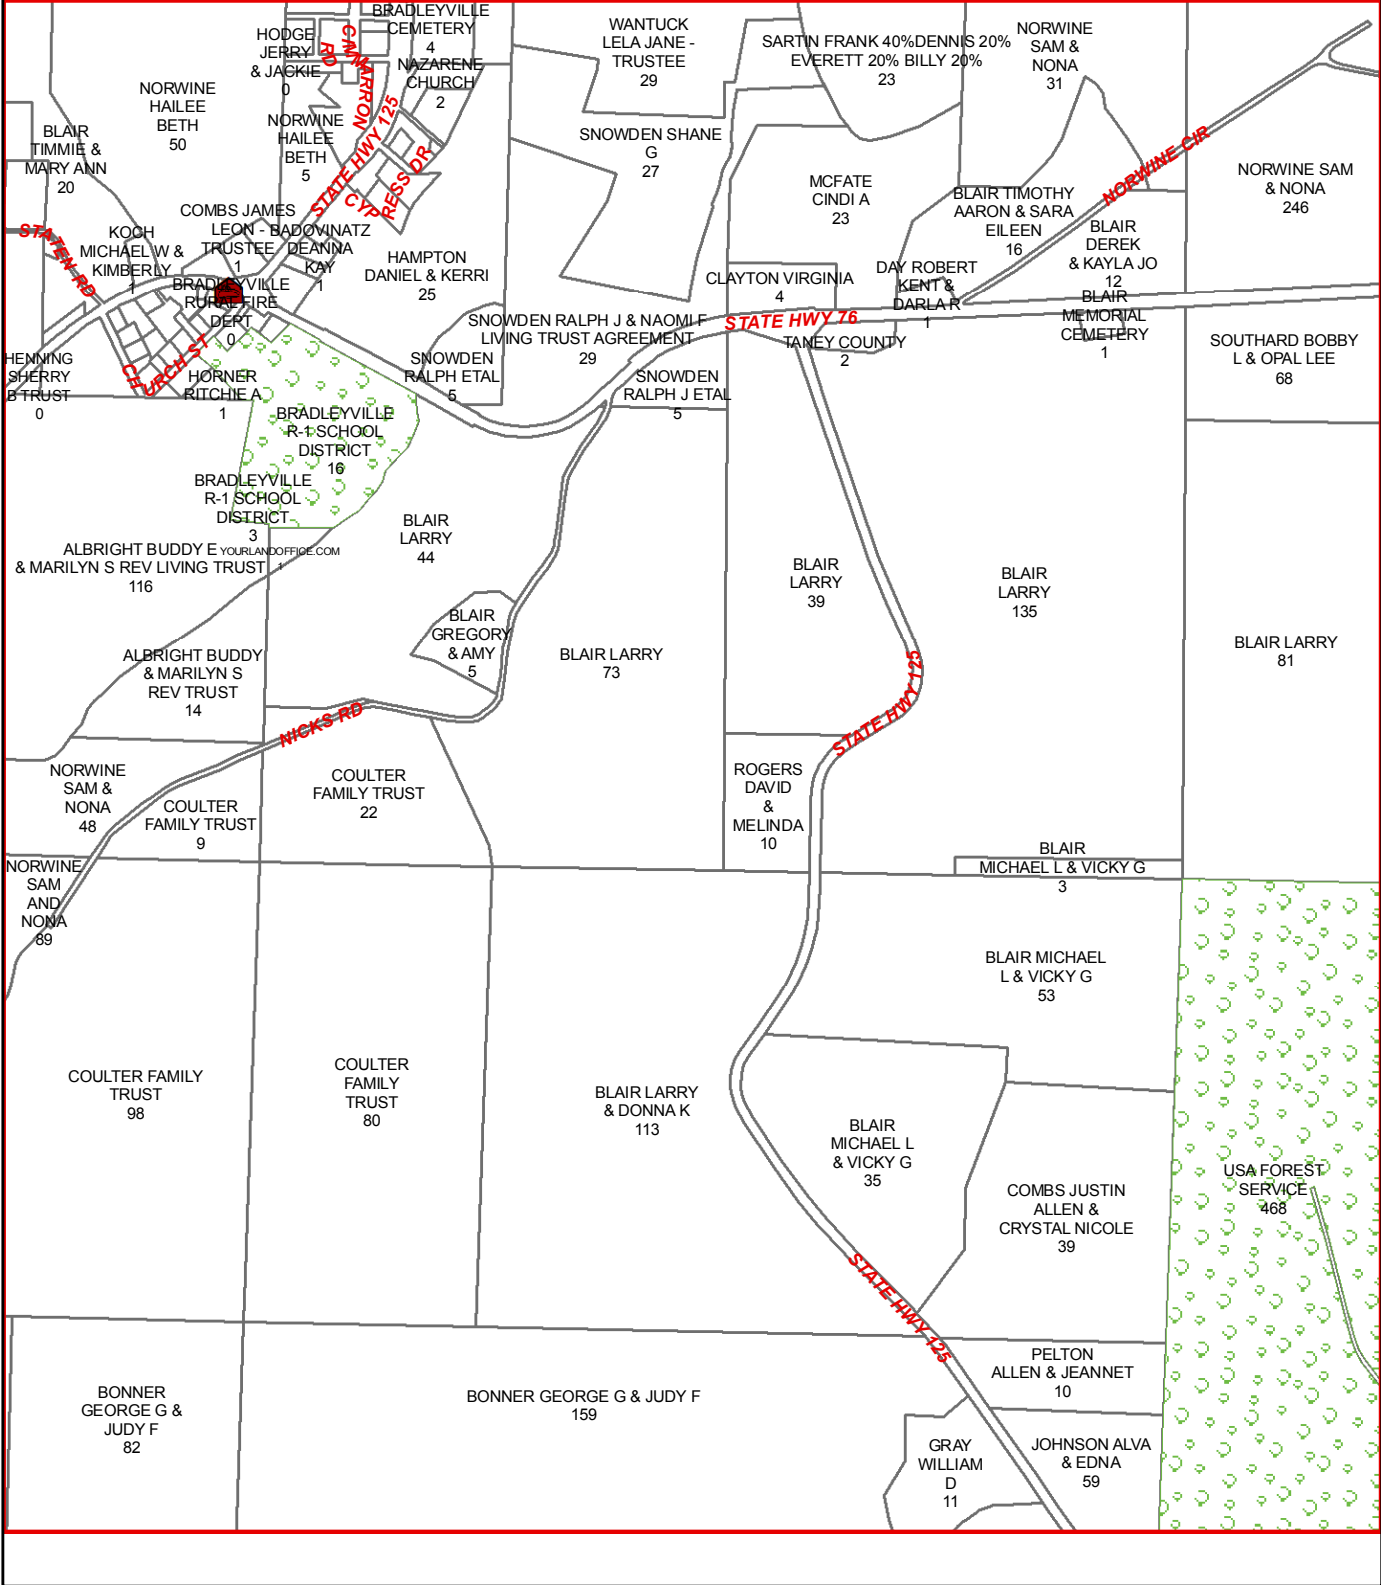 BRADLEYVILLE
CEMETERY
4
HODGE
JERRY
& JACKIE
0
CIMARRON
RD
NAZARENE
CHURCH
2
WANTUCK
LELA JANE -
TRUSTEE
29
SARTIN FRANK 40%DENNIS 20%
EVERETT 20% BILLY 20%
23
NORWINE
SAM &
NONA
31
NORWINE
HAILEE
BETH
50
BLAIR
TIMMIE &
MARY ANN
20
NORWINE
HAILEE
BETH
5
STATE HWY 125
CYPRESS DR
SNOWDEN SHANE
G
27
MCFATE
CINDI A
23
NORWINE CIR
NORWINE SAM
& NONA
246
BLAIR TIMOTHY
AARON & SARA
EILEEN
16
BLAIR
DEREK
& KAYLA JO
12
STATEN RD
KOCH
MICHAEL W &
KIMBERLY
1
COMBS JAMES
LEON -
TRUSTEE
1
BADOVINATZ
DEANNA
KAY
1
HAMPTON
DANIEL & KERRI
25
CLAYTON VIRGINIA
4
DAY ROBERT
KENT &
DARLA R
1
BLAIR
MEMORIAL
CEMETERY
1
BRADLEYVILLE
RURAL FIRE
DEPT
0
SNOWDEN RALPH J & NAOMI F
LIVING TRUST AGREEMENT
29
STATE HWY 76
TANEY COUNTY
2
SOUTHARD BOBBY
L & OPAL LEE
68
HENNING
SHERRY
B TRUST
0
CHURCH ST
HORNER
RITCHIE A
1
SNOWDEN
RALPH ETAL
5
SNOWDEN
RALPH J ETAL
5
BRADLEYVILLE
R-1 SCHOOL
DISTRICT
16
BRADLEYVILLE
R-1 SCHOOL
DISTRICT
3
BLAIR
LARRY
44
ALBRIGHT BUDDY E
& MARILYN S REV LIVING TRUST
116
YOURLANDOFFICE.COM
1
BLAIR
LARRY
39
BLAIR
LARRY
135
BLAIR
GREGORY
& AMY
5
BLAIR LARRY
73
BLAIR LARRY
81
ALBRIGHT BUDDY
& MARILYN S
REV TRUST
14
NICKS RD
STATE HWY 125
NORWINE
SAM &
NONA
48
COULTER
FAMILY TRUST
9
COULTER
FAMILY TRUST
22
ROGERS
DAVID
&
MELINDA
10
BLAIR
MICHAEL L & VICKY G
3
NORWINE
SAM
AND
NONA
89
BLAIR MICHAEL
L & VICKY G
53
COULTER FAMILY
TRUST
98
COULTER
FAMILY
TRUST
80
BLAIR LARRY
& DONNA K
113
BLAIR
MICHAEL L
& VICKY G
35
COMBS JUSTIN
ALLEN &
CRYSTAL NICOLE
39
USA FOREST
SERVICE
468
STATE HWY 125
PELTON
ALLEN & JEANNET
10
BONNER
GEORGE G &
JUDY F
82
BONNER GEORGE G & JUDY F
159
GRAY
WILLIAM
D
11
JOHNSON ALVA
& EDNA
59